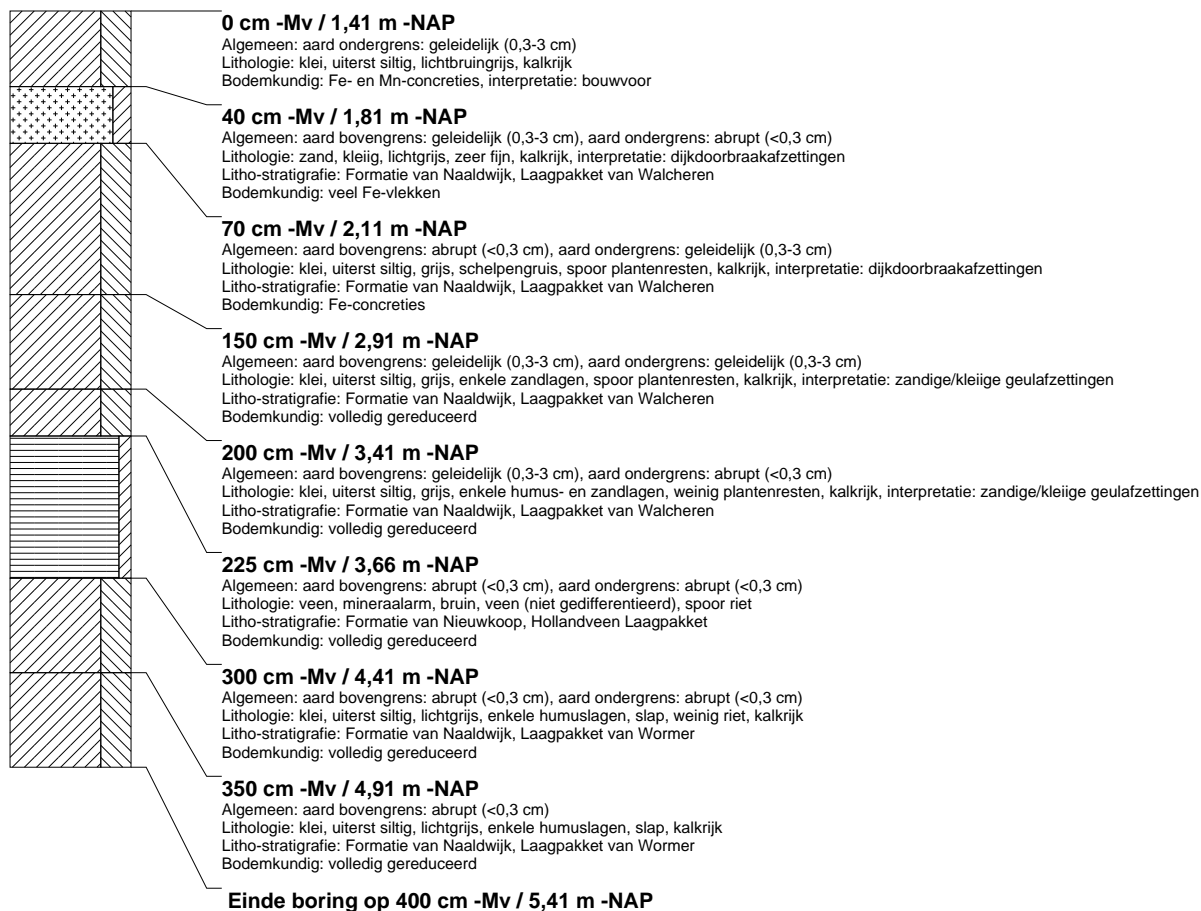 0 cm -Mv / 1,41 m -NAP
Algemeen: aard ondergrens: geleidelijk (0,3-3 cm)
Lithologie: klei, uiterst siltig, lichtbruingrijs, kalkrijk
Bodemkundig: Fe- en Mn-concreties, interpretatie: bouwvoor
40 cm -Mv / 1,81 m -NAP
Algemeen: aard bovengrens: geleidelijk (0,3-3 cm), aard ondergrens: abrupt (<0,3 cm)
Lithologie: zand, kleiig, lichtgrijs, zeer fijn, kalkrijk, interpretatie: dijkdoorbraakafzettingen
Litho-stratigrafie: Formatie van Naaldwijk, Laagpakket van Walcheren
Bodemkundig: veel Fe-vlekken
70 cm -Mv / 2,11 m -NAP
Algemeen: aard bovengrens: abrupt (<0,3 cm), aard ondergrens: geleidelijk (0,3-3 cm)
Lithologie: klei, uiterst siltig, grijs, schelpengruis, spoor plantenresten, kalkrijk, interpretatie: dijkdoorbraakafzettingen
Litho-stratigrafie: Formatie van Naaldwijk, Laagpakket van Walcheren
Bodemkundig: Fe-concreties
150 cm -Mv / 2,91 m -NAP
Algemeen: aard bovengrens: geleidelijk (0,3-3 cm), aard ondergrens: geleidelijk (0,3-3 cm)
Lithologie: klei, uiterst siltig, grijs, enkele zandlagen, spoor plantenresten, kalkrijk, interpretatie: zandige/kleiige geulafzettingen
Litho-stratigrafie: Formatie van Naaldwijk, Laagpakket van Walcheren
Bodemkundig: volledig gereduceerd
200 cm -Mv / 3,41 m -NAP
Algemeen: aard bovengrens: geleidelijk (0,3-3 cm), aard ondergrens: abrupt (<0,3 cm)
Lithologie: klei, uiterst siltig, grijs, enkele humus- en zandlagen, weinig plantenresten, kalkrijk, interpretatie: zandige/kleiige geulafzettingen
Litho-stratigrafie: Formatie van Naaldwijk, Laagpakket van Walcheren
Bodemkundig: volledig gereduceerd
225 cm -Mv / 3,66 m -NAP
Algemeen: aard bovengrens: abrupt (<0,3 cm), aard ondergrens: abrupt (<0,3 cm)
Lithologie: veen, mineraalarm, bruin, veen (niet gedifferentieerd), spoor riet
Litho-stratigrafie: Formatie van Nieuwkoop, Hollandveen Laagpakket
Bodemkundig: volledig gereduceerd
300 cm -Mv / 4,41 m -NAP
Algemeen: aard bovengrens: abrupt (<0,3 cm), aard ondergrens: abrupt (<0,3 cm)
Lithologie: klei, uiterst siltig, lichtgrijs, enkele humuslagen, slap, weinig riet, kalkrijk
Litho-stratigrafie: Formatie van Naaldwijk, Laagpakket van Wormer
Bodemkundig: volledig gereduceerd
350 cm -Mv / 4,91 m -NAP
Algemeen: aard bovengrens: abrupt (<0,3 cm)
Lithologie: klei, uiterst siltig, lichtgrijs, enkele humuslagen, slap, kalkrijk
Litho-stratigrafie: Formatie van Naaldwijk, Laagpakket van Wormer
Bodemkundig: volledig gereduceerd
Einde boring op 400 cm -Mv / 5,41 m -NAP